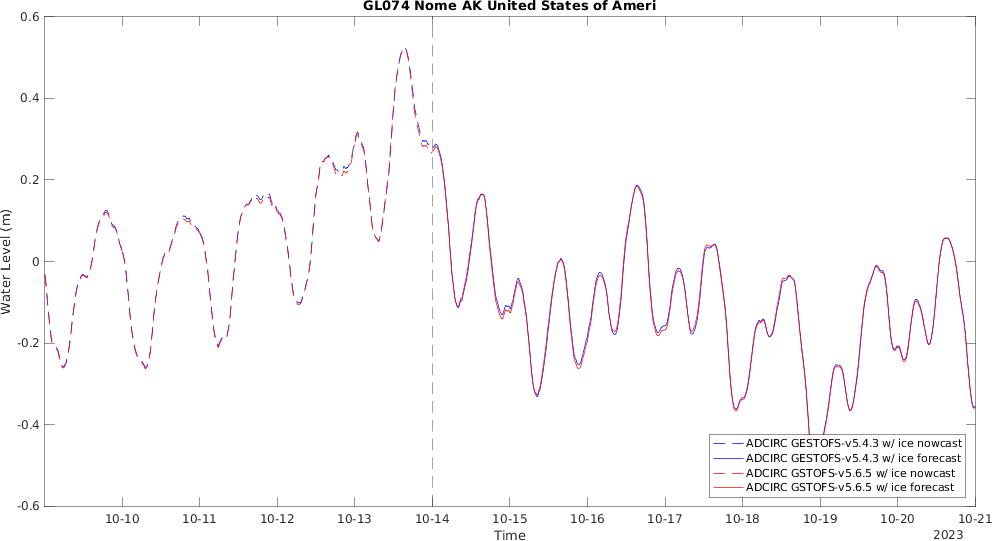 GL074 Nome AK United States of Ameri
0.6
0.4
0.2
0
-0.2
-0.4
-0.6
Water Level (m)
ADCIRC GESTOFS-v5.4.3 w/ ice nowcast
ADCIRC GESTOFS-v5.4.3 w/ ice forecast
ADCIRC GSTOFS-v5.6.5 w/ ice nowcast
ADCIRC GSTOFS-v5.6.5 w/ ice forecast
10-10 10-11 10-12 10-13 10-14 10-15 10-16 10-17 10-18 10-19 10-20 10-21
Time
2023